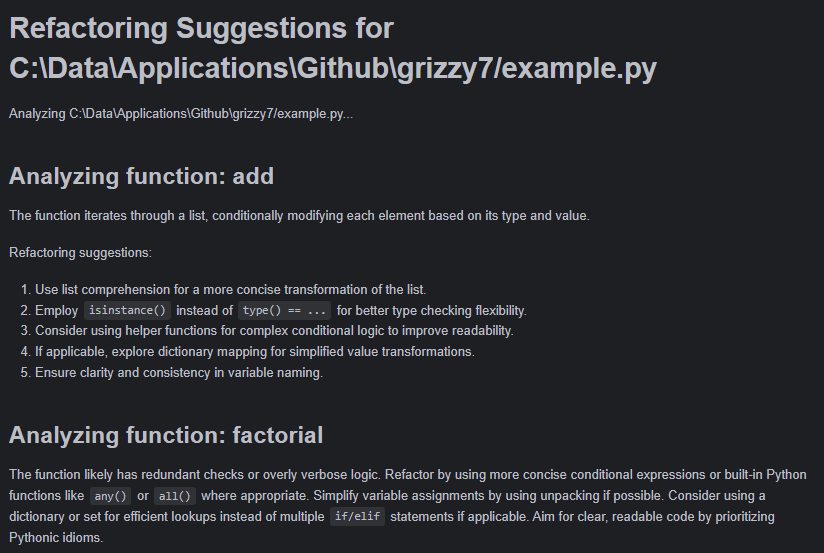 Refactoring Suggestions for
C:\Data\Applications\Github\grizzy7/example.py
Analyzing C:\Data\Applications\Github\grizzy7/example.py...
Analyzing function: add
The function iterates through a list, conditionally modifying each element based on its type and value.
Refactoring suggestions:
1. Use list comprehension for a more concise transformation of the list.
2. Employ isinstance() instead of type() == ... for better type checking flexibility.
3. Consider using helper functions for complex conditional logic to improve readability.
4. If applicable, explore dictionary mapping for simplified value transformations.
5. Ensure clarity and consistency in variable naming.
Analyzing function: factorial
The function likely has redundant checks or overly verbose logic. Refactor by using more concise conditional expressions or built-in Python
functions like any() or all() where appropriate. Simplify variable assignments by using unpacking if possible. Consider using a
dictionary or set for efficient lookups instead of multiple if/elif statements if applicable. Aim for clear, readable code by prioritizing
Pythonic idioms.